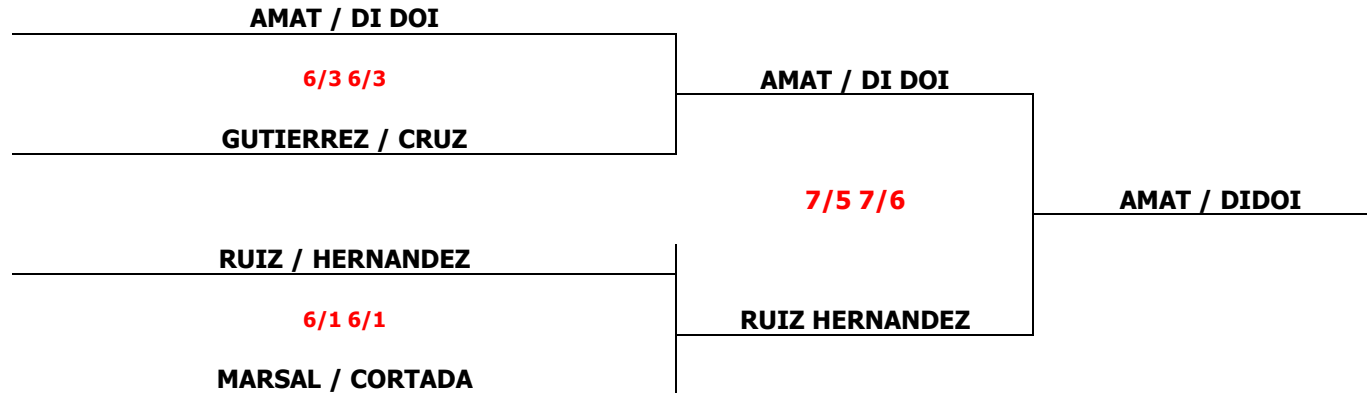 AMAT / DI DOI
6/3 6/3
AMAT / DI DOI
GUTIERREZ / CRUZ
7/5 7/6
AMAT / DIDOI
RUIZ / HERNANDEZ
6/1 6/1
RUIZ HERNANDEZ
MARSAL / CORTADA